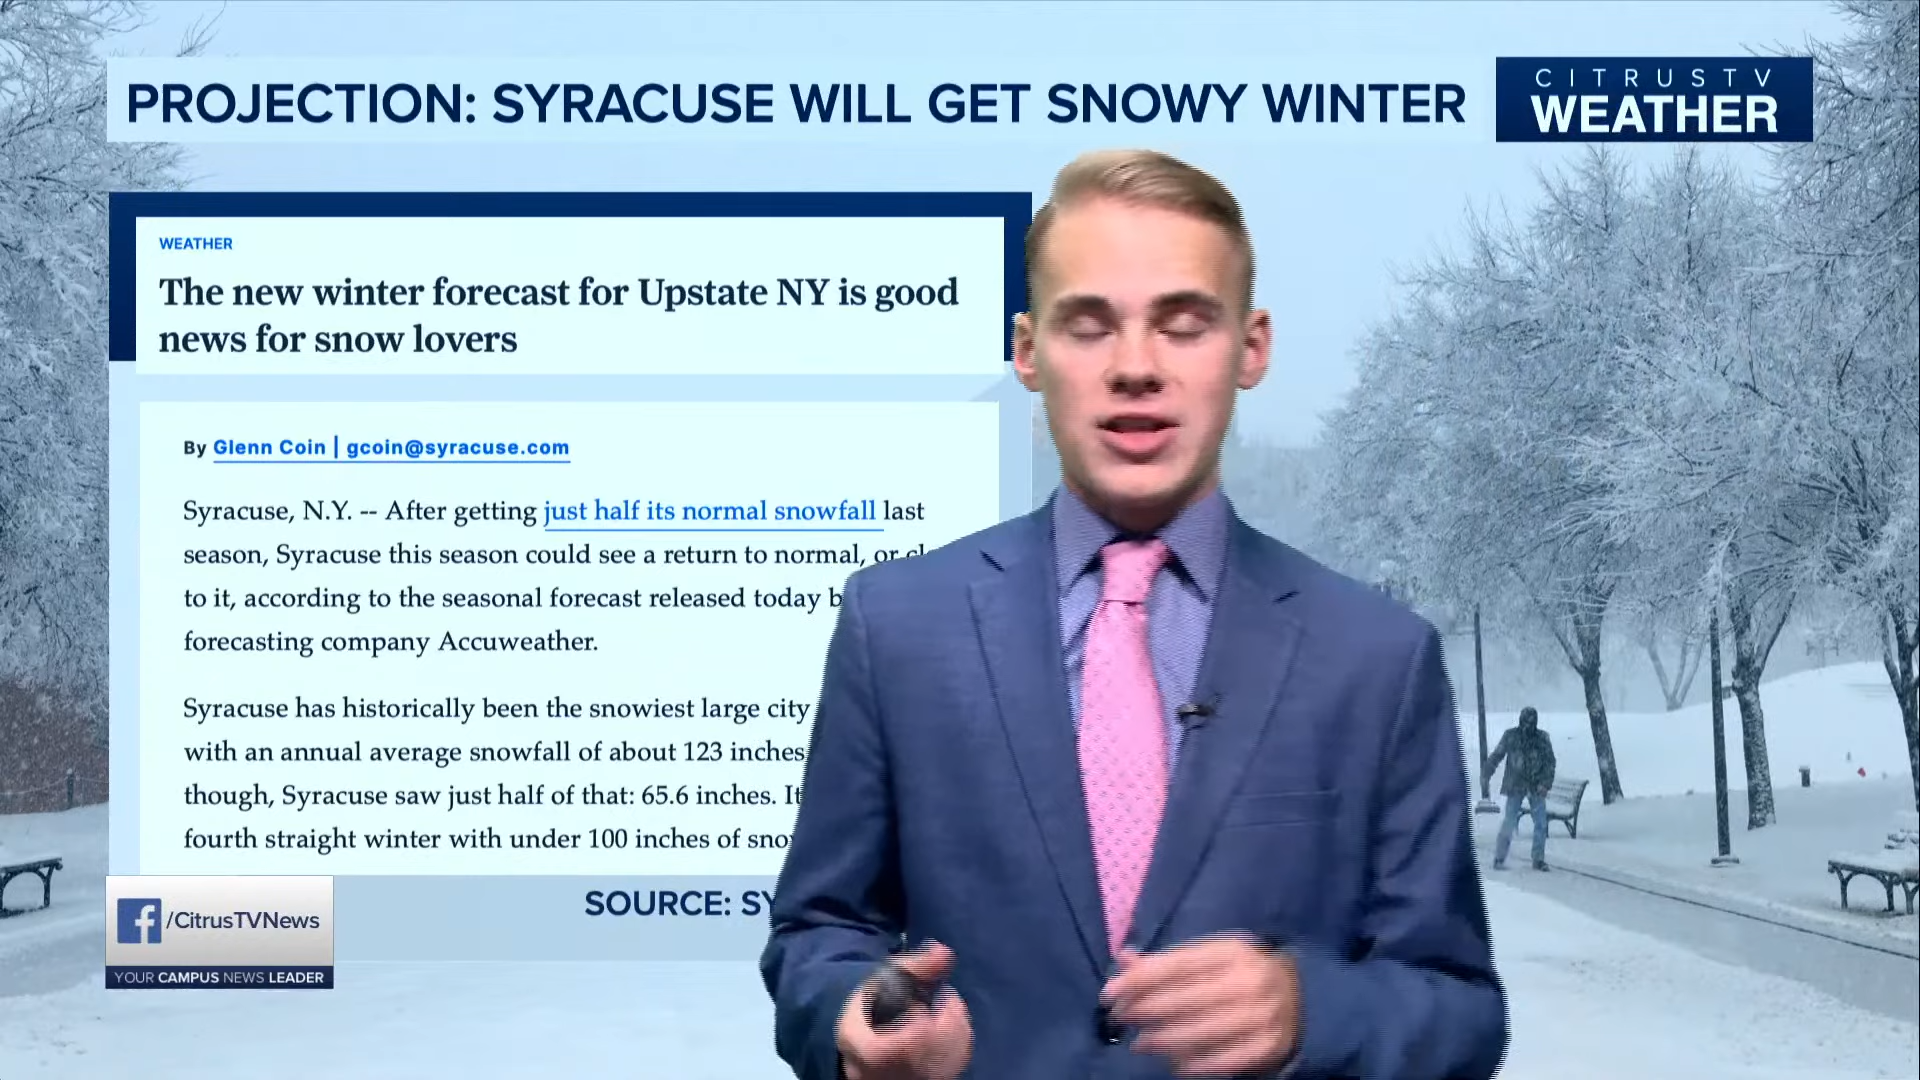 PROJECTION: SYRACUSE WILL GET SNOWY WINTER
CITRUSTV
WEATHER
WEATHER
The new winter forecast for Upstate NY is good
news for snow lovers
By Glenn Coin | gcoin@syracuse.com
Syracuse, N.Y. -- After getting just half its normal snowfall last
season, Syracuse this season could see a return to normal, or
to it, according to the seasonal forecast released today
forecasting company Accuweather.
Syracuse has historically been the snowiest large city
with an annual average snowfall of about 123 inches
though, Syracuse saw just half of that: 65.6 inches. It
fourth straight winter with under 100 inches of
SOURCE:
/CitrusTVNews
YOUR CAMPUS NEWS LEADER